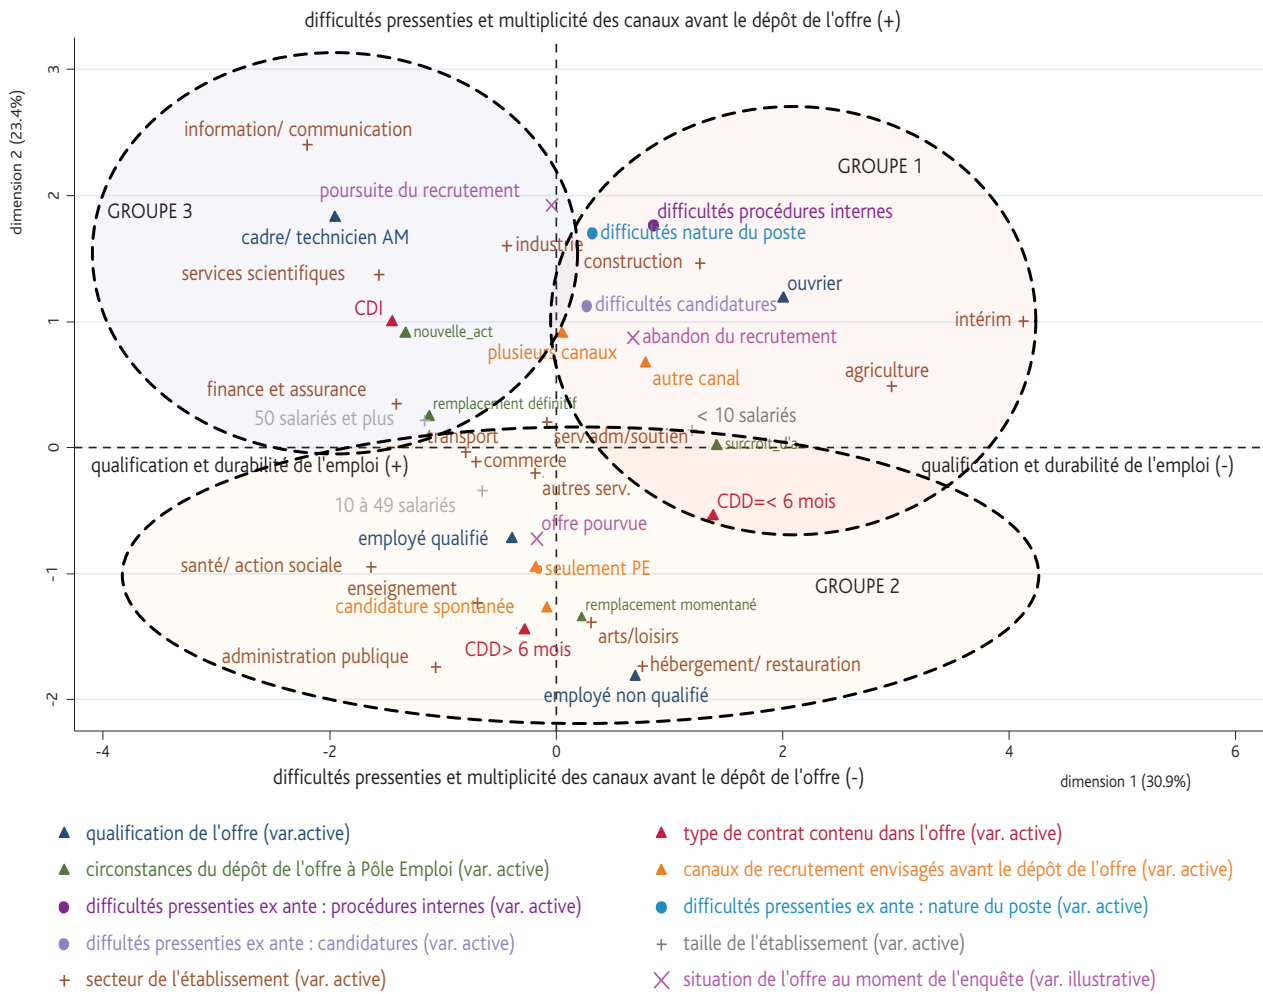 difficultés pressenties et multiplicité des canaux avant le dépôt de l'offre (+)
dimension 2 (23.4%)
3
2
1
0
-1
-2
information/ communication
poursuite du recrutement
GROUPE 3
cadre/ technicien AM
industrie
services scientifiques
CDI
nouvelle_act
finance et assurance
50 salariés et plus
remplacement définitif
GROUPE 1
difficultés procédures internes
difficultés nature du poste
construction
ouvrier
difficultés candidatures
intérim
abandon du recrutement
plusieurs canaux
autre canal
agriculture
< 10 salariés
transport
serv.adm/soutien
surcroit_d'a
qualification et durabilité de l'emploi (+)
commerce
qualification et durabilité de l'emploi (-)
autres serv.
10 à 49 salariés
CDD=< 6 mois
offre pourvue
employé qualifié
santé/ action sociale
seulement PE
enseignement
GROUPE 2
candidature spontanée
remplacement momentané
arts/loisirs
CDD> 6 mois
administration publique
hébergement/ restauration
employé non qualifié
-4
-2
0
2
4
6
difficultés pressenties et multiplicité des canaux avant le dépôt de l'offre (-)
dimension 1 (30.9%)
qualification de l'offre (var.active)
type de contrat contenu dans l'offre (var. active)
circonstances du dépôt de l'offre à Pôle Emploi (var. active)
canaux de recrutement envisagés avant le dépôt de l'offre (var. active)
difficultés pressenties ex ante : procédures internes (var. active)
difficultés pressenties ex ante : nature du poste (var. active)
diffultés pressenties ex ante : candidatures (var. active)
taille de l'établissement (var. active)
secteur de l'établissement (var. active)
situation de l'offre au moment de l'enquête (var. illustrative)